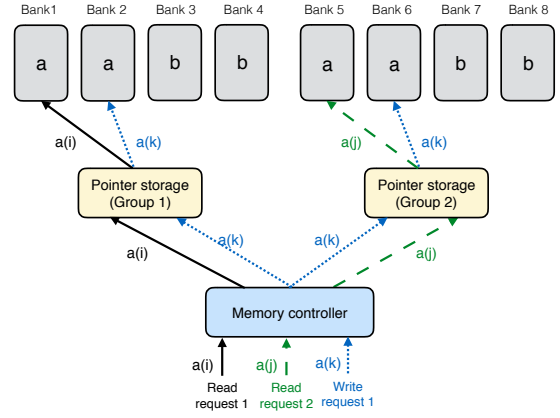 Bank1 Bank 2 Bank 3 Bank 4 Bank 5 Bank 6 Bank 7 Bank 8
a a b b a a b b
a(i) a(k) a(j) a(k)
Pointer storage
(Group 1)
Pointer storage
(Group 2)
a(i) a(k) a(k) a(j)
Memory controller
a(i) a(j) a(k)
Read
request 1
Read
request 2
Write
request 1